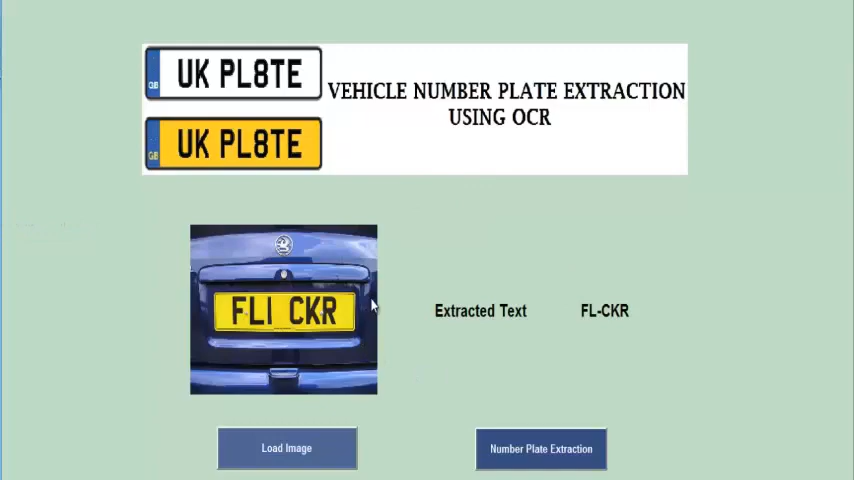 UK PL8TE
VEHICLE NUMBER PLATE EXTRACTION
USING OCR
GB
UK PL8TE
FL1 CKR
Extracted Text FL-CKR
Load Image
Number Plate Extraction